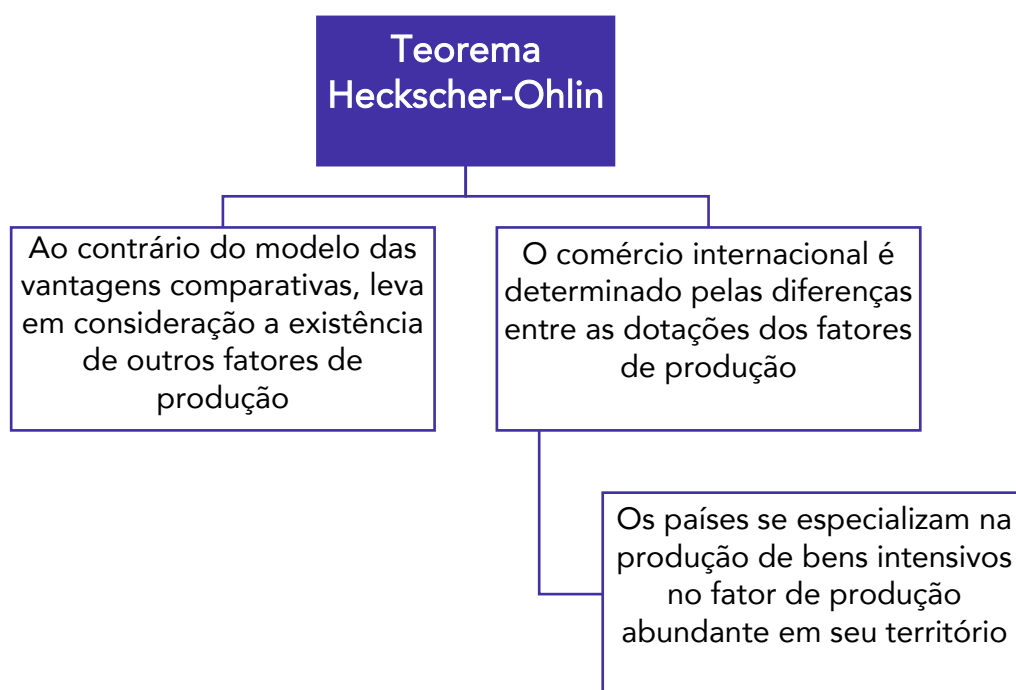 Teorema
Heckscher-Ohlin
Ao contrário do modelo das
vantagens comparativas, leva
em consideração a existência
de outros fatores de
produção
O comércio internacional é
determinado pelas diferenças
entre as dotações dos fatores
de produção
Os países se especializam na
produção de bens intensivos
no fator de produção
abundante em seu território